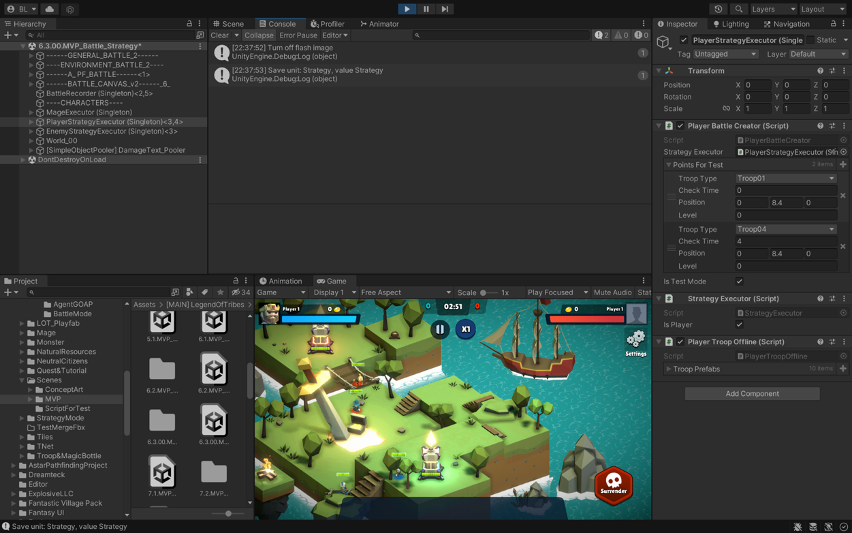 BL
Layers
Layout
Hierarchy
All
6.3.00.MVP_Battle_Strategy*
------GENERAL_BATTLE_2------
----ENVIRONMENT_BATTLE_2----
------A_PF_BATTLE------<1>
------BATTLE_CANVAS_v2------_6_
BattleRecorder (Singleton)<2,5>
----CHARACTERS----
MageExecutor (Singleton)
PlayerStrategyExecutor (Singleton)<3,4>
EnemyStrategyExecutor (Singleton)<3>
World_00
[SimpleObjectPooler] DamageText_Pooler
DontDestroyOnLoad
Scene
Console
Profiler
Animator
Clear
Collapse
Error Pause
Editor
2
0
0
[22:37:52] Turn off flash image
UnityEngine.Debug:Log (object)
1
[22:37:53] Save unit: Strategy, value Strategy
UnityEngine.Debug:Log (object)
1
Inspector
Lighting
Navigation
PlayerStrategyExecutor (Single
Static
Tag Untagged
Layer Default
Transform
Position X 0 Y 0 Z 0
Rotation X 0 Y 0 Z 0
Scale X 1 Y 1 Z 1
Player Battle Creator (Script)
Script PlayerBattleCreator
Strategy Executor PlayerStrategyExecutor (Sin
Points For Test 2 items
Troop Type Troop01
Check Time 0
Position 0 8.4 0
Level 0
Troop Type Troop04
Check Time 4
Position 0 8.4 0
Level 0
Is Test Mode
Strategy Executor (Script)
Script StrategyExecutor
Is Player
Player Troop Offline (Script)
Script PlayerTroopOffline
Troop Prefabs 10 items
Add Component
Project
34
AgentGOAP
BattleMode
LOT_Playfab
Mage
Monster
NaturalResources
NeutralCitizens
Quest&Tutorial
Scenes
ConceptArt
MVP
ScriptForTest
StrategyMode
TestMergeFbx
Tiles
TNet
Troop&MagicBottle
AstarPathfindingProject
Dreamteck
Editor
ExplosiveLLC
Fantastic Village Pack
Fantasy UI
Assets > [MAIN] LegendOfTribes >
5.1.MVP_...
6.1.MVP_...
6.2.MVP_...
6.2.MVP_...
6.3.00.M...
6.3.00.M...
7.1.MVP_...
7.2.MVP_...
Animation
Game
Game
Display 1
Free Aspect
Scale
1x
Play Focused
Mute Audio
Player 1
0
0
02:51
0
0
Player 1
X1
Settings
Surrender
Save unit: Strategy, value Strategy